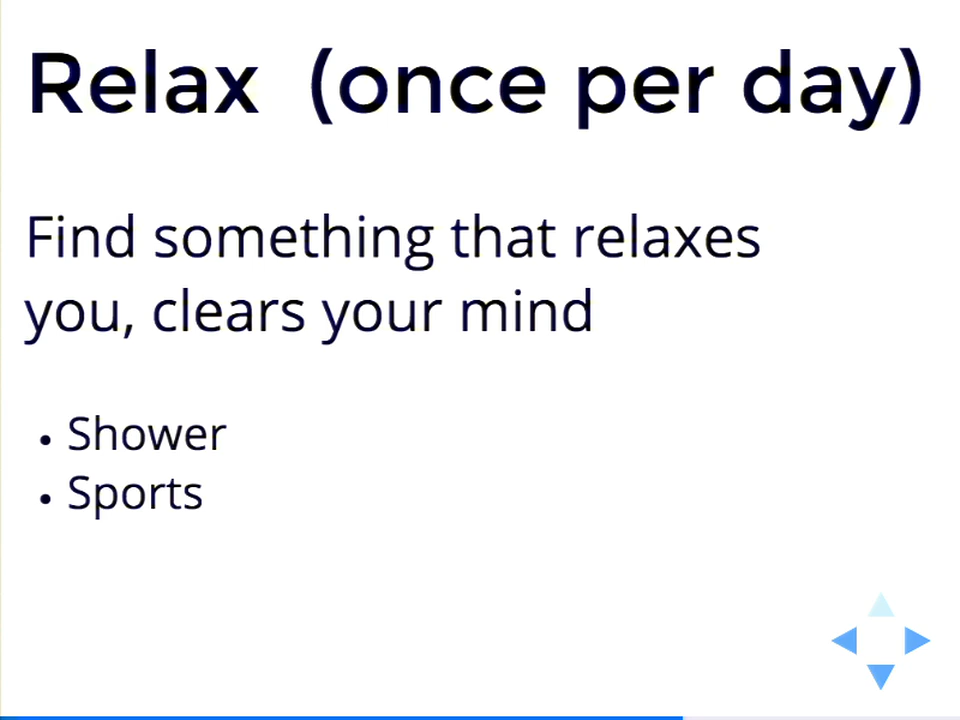 Relax (once per day)
Find something that relaxes
you, clears your mind
• Shower
• Sports